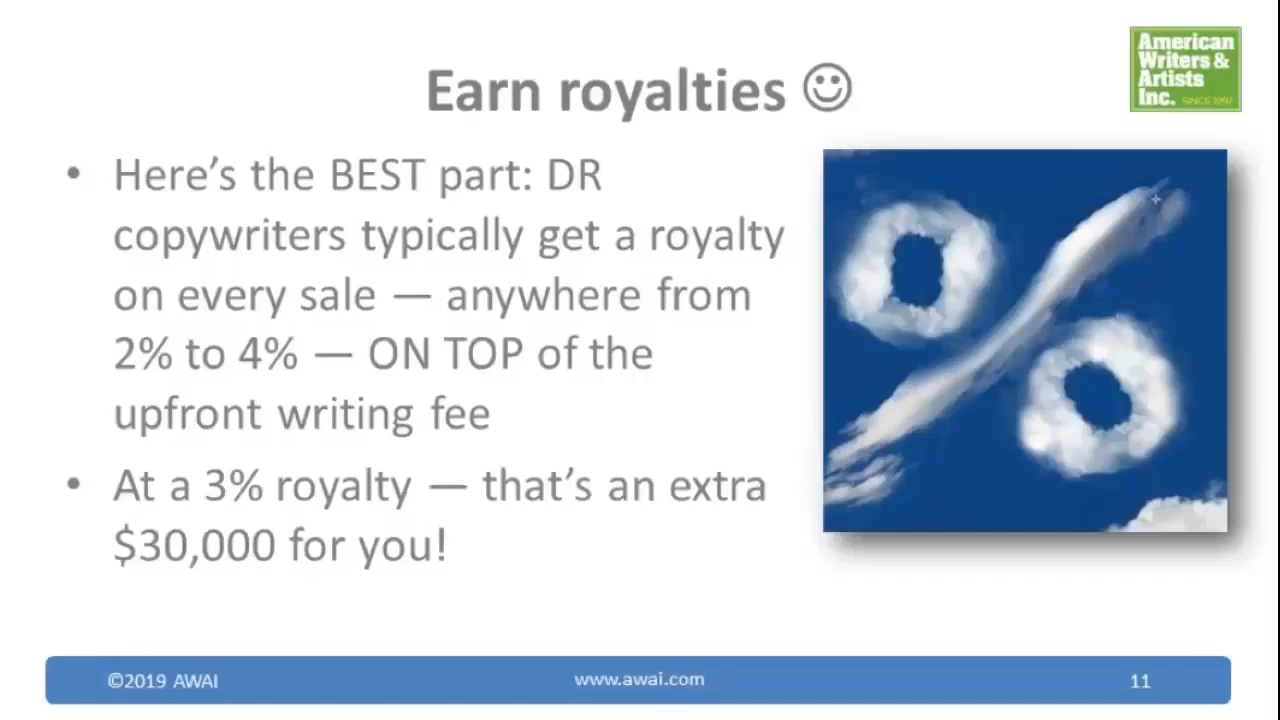 American
Writers &
Artists
Inc. SINCE 1997
Earn royalties ☺
• Here’s the BEST part: DR
copywriters typically get a royalty
on every sale — anywhere from
2% to 4% — ON TOP of the
upfront writing fee
• At a 3% royalty — that’s an extra
$30,000 for you!
%
©2019 AWAI
www.awai.com
11